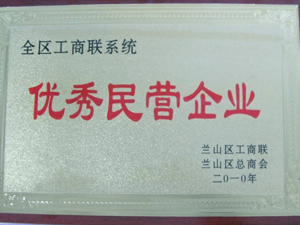 全区工商联系统
优秀民营企业
兰山区工商联
兰山区总商会
二〇一〇年